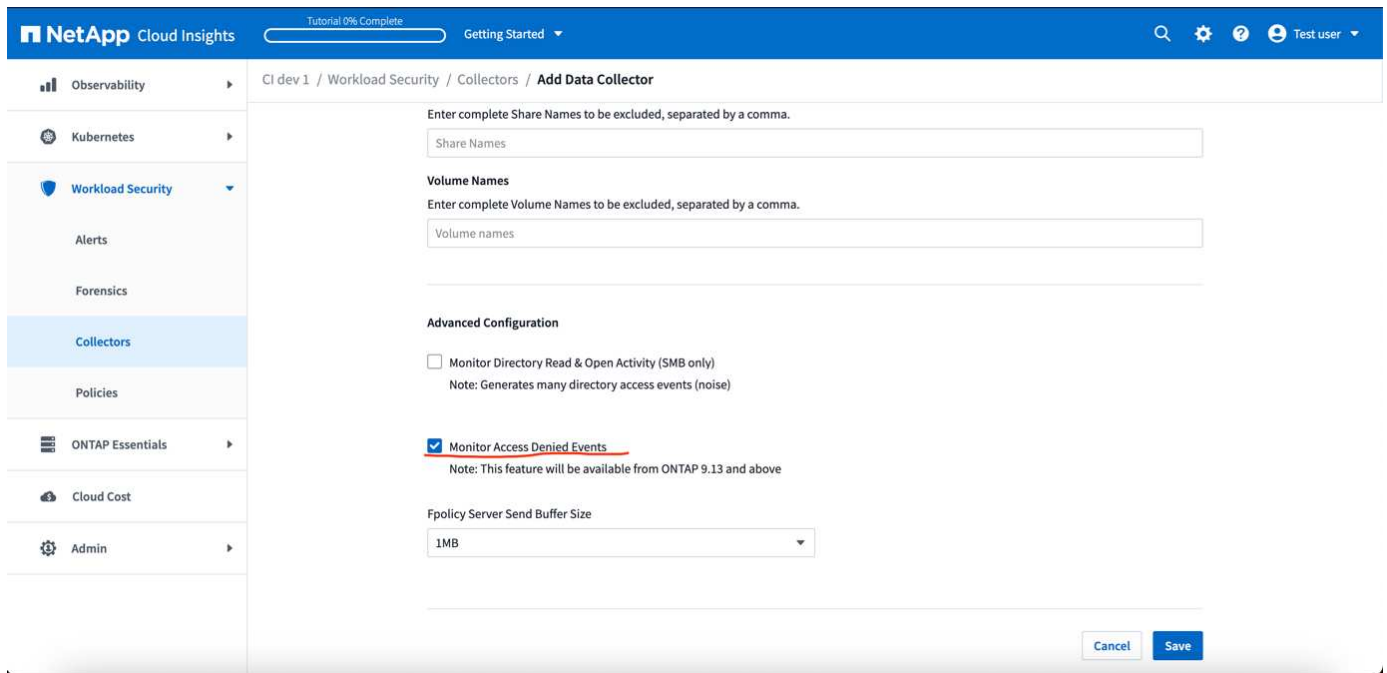 NetApp Cloud Insights
Tutorial 0% Complete
Getting Started
Test user
Observability
Kubernetes
Workload Security
Alerts
Forensics
Collectors
Policies
ONTAP Essentials
Cloud Cost
Admin
CI dev 1 / Workload Security / Collectors / Add Data Collector
Enter complete Share Names to be excluded, separated by a comma.
Share Names
Volume Names
Enter complete Volume Names to be excluded, separated by a comma.
Volume names
Advanced Configuration
Monitor Directory Read & Open Activity (SMB only)
Note: Generates many directory access events (noise)
Monitor Access Denied Events
Note: This feature will be available from ONTAP 9.13 and above
Fpolicy Server Send Buffer Size
1MB
Cancel
Save